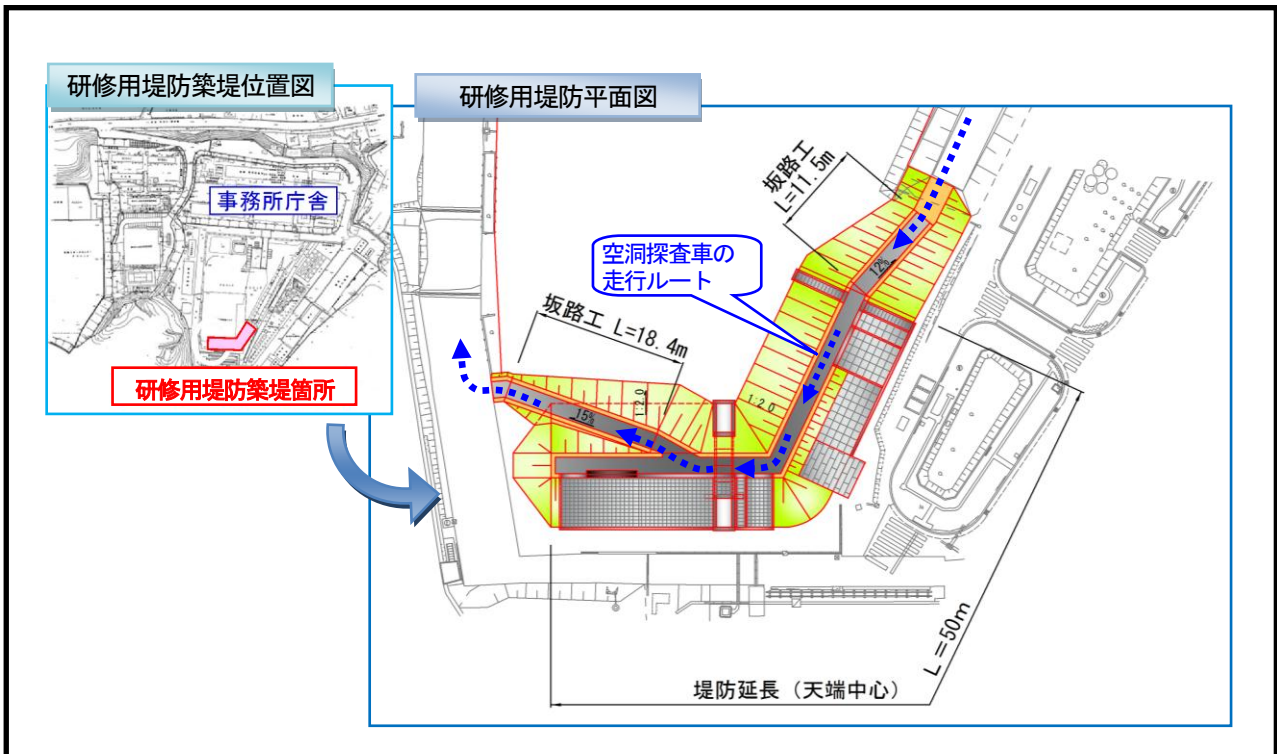 研修用堤防築堤位置図
事務所庁舎
研修用堤防築堤箇所
研修用堤防平面図
坂路工
L=11.5m
12%
空洞探査車の
走行ルート
坂路工 L=18.4m
1:2.0
15%
1:2.0
L=50m
堤防延長（天端中心）